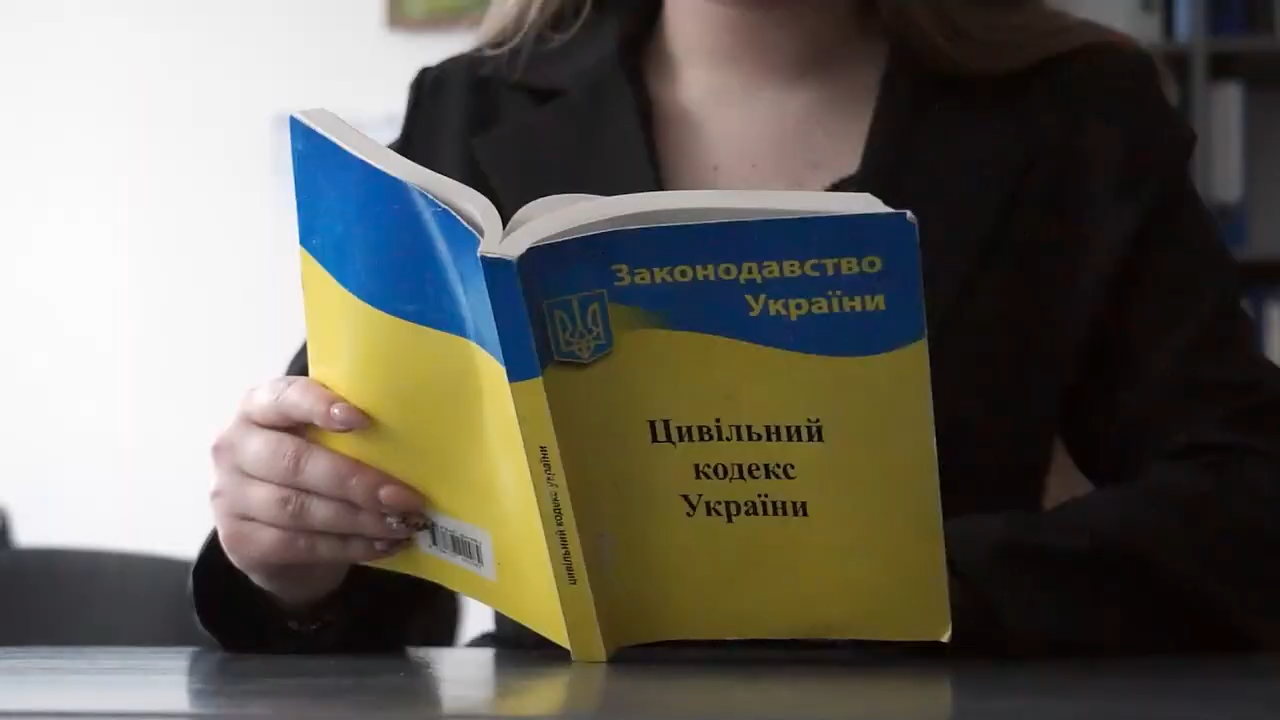 Законодавство
України
Цивільний
кодекс
України
цивільний кодекс україни